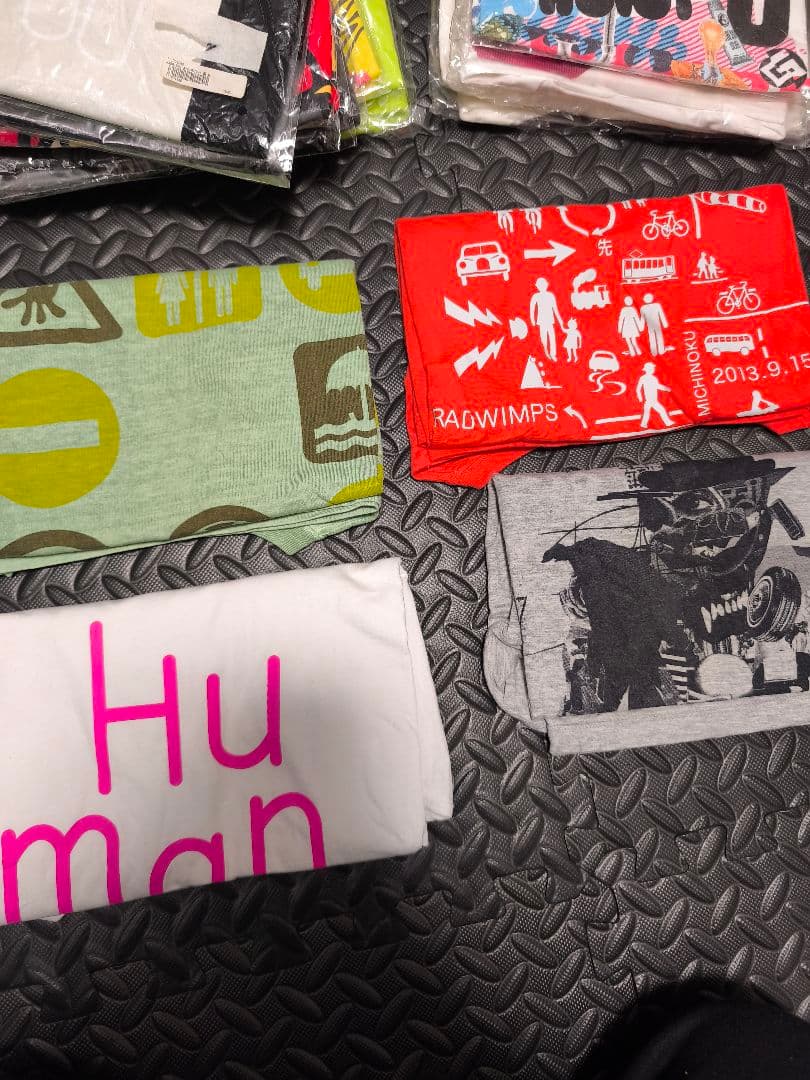 先
RADWIMPS
MICHINOKU
2013.9.15
Hu
man